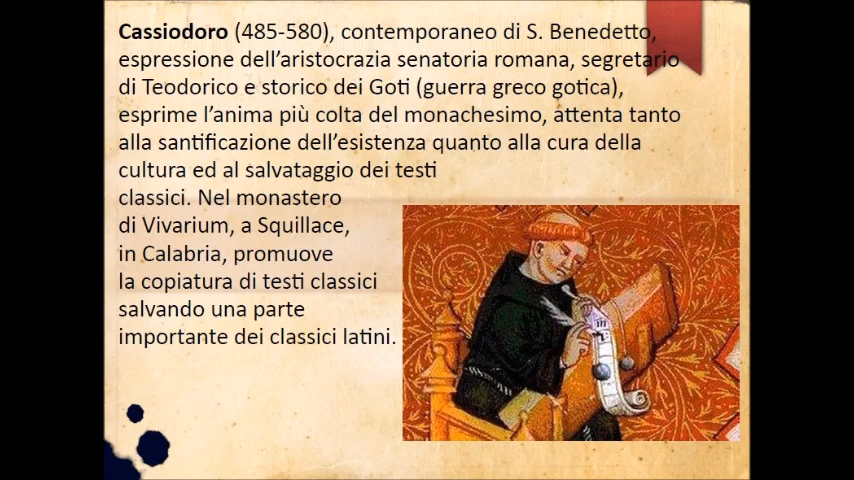 Cassiodoro (485-580), contemporaneo di S. Benedetto,
espressione dell’aristocrazia senatoria romana, segretario
di Teodorico e storico dei Goti (guerra greco gotica),
esprime l’anima più colta del monachesimo, attenta tanto
alla santificazione dell’esistenza quanto alla cura della
cultura ed al salvataggio dei testi
classici. Nel monastero
di Vivarium, a Squillace,
in Calabria, promuove
la copiatura di testi classici
salvando una parte
importante dei classici latini.
in